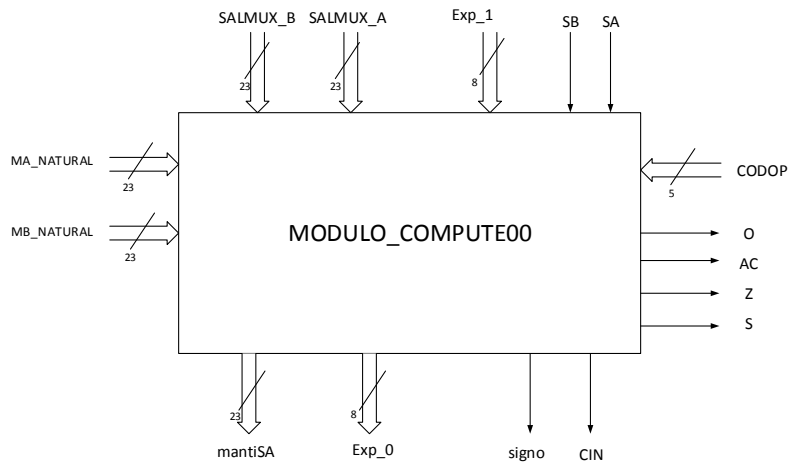 SALMUX_B SALMUX_A Exp_1 SB SA
23 23 8
MA_NATURAL 23 CODOP 5
MB_NATURAL 23 MODULO_COMPUTE00 O
AC
Z
S
23 8
mantiSA Exp_0 signo CIN